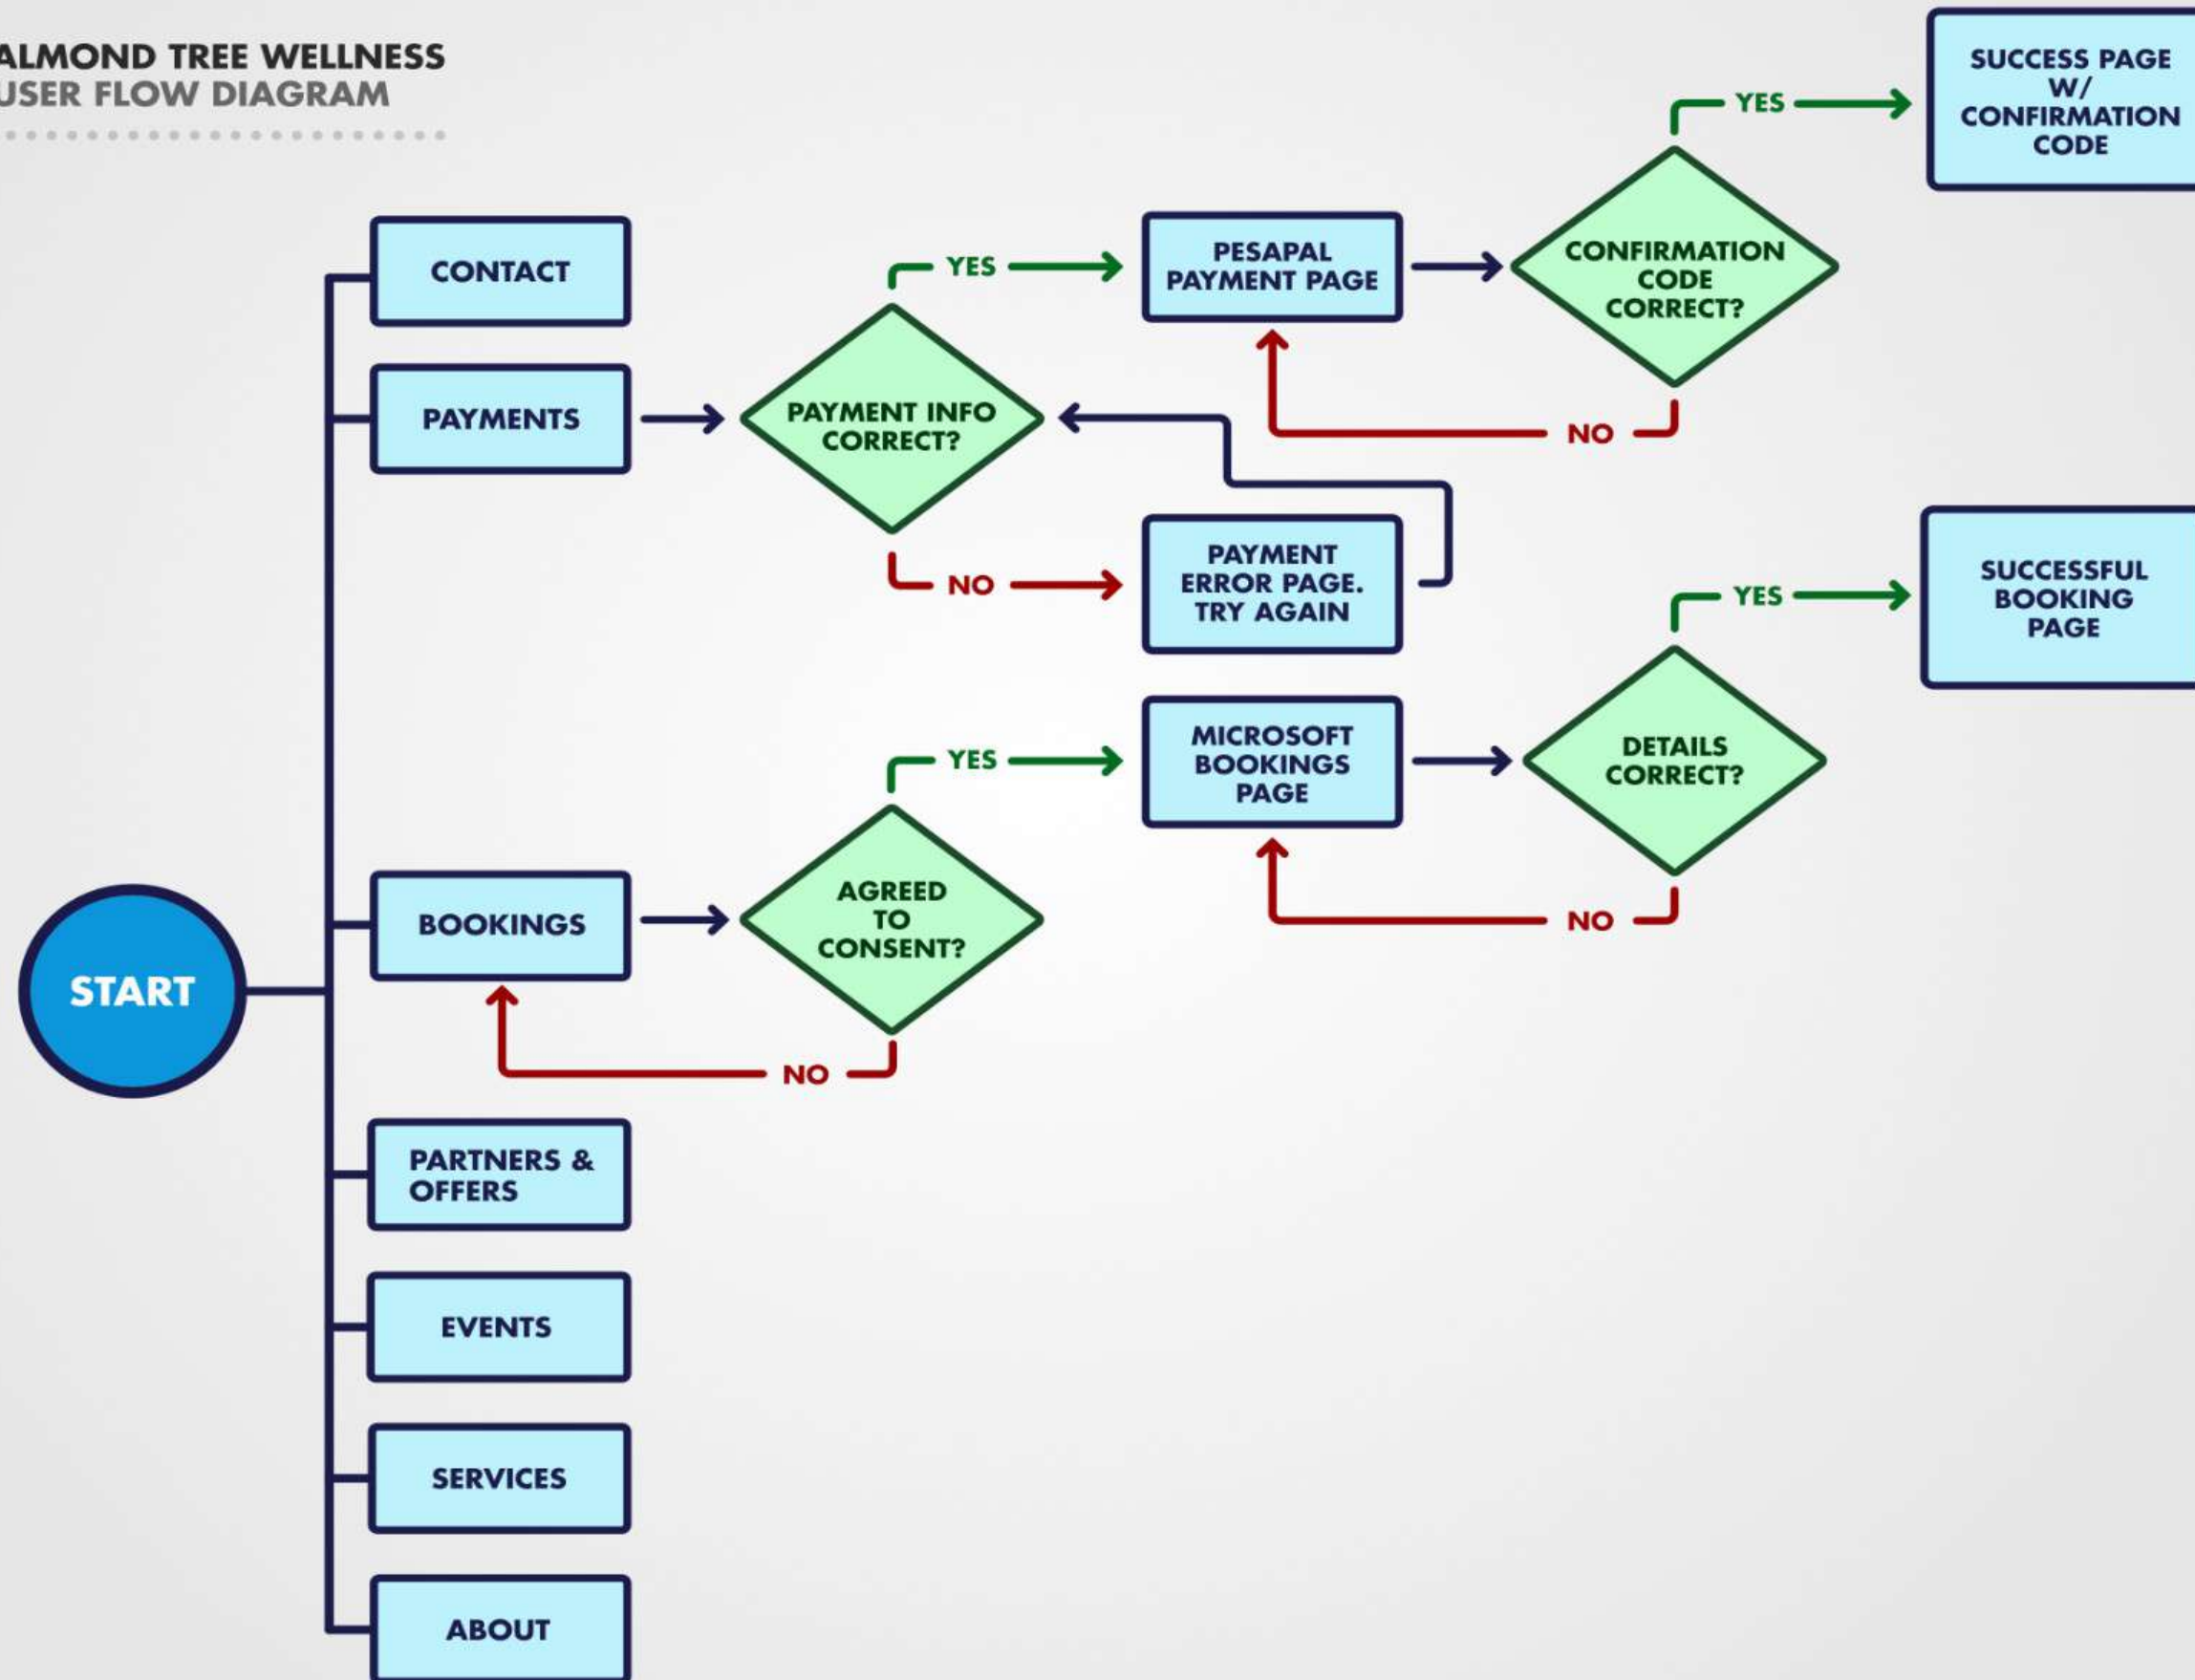 ALMOND TREE WELLNESS
USER FLOW DIAGRAM
SUCCESS PAGE
W/
CONFIRMATION
CODE
YES
CONTACT
YES
PESAPAL
PAYMENT PAGE
CONFIRMATION
CODE
CORRECT?
PAYMENTS
PAYMENT INFO
CORRECT?
NO
NO
PAYMENT
ERROR PAGE.
TRY AGAIN
YES
SUCCESSFUL
BOOKING
PAGE
YES
MICROSOFT
BOOKINGS
PAGE
DETAILS
CORRECT?
BOOKINGS
AGREED
TO
CONSENT?
NO
START
NO
PARTNERS &
OFFERS
EVENTS
SERVICES
ABOUT